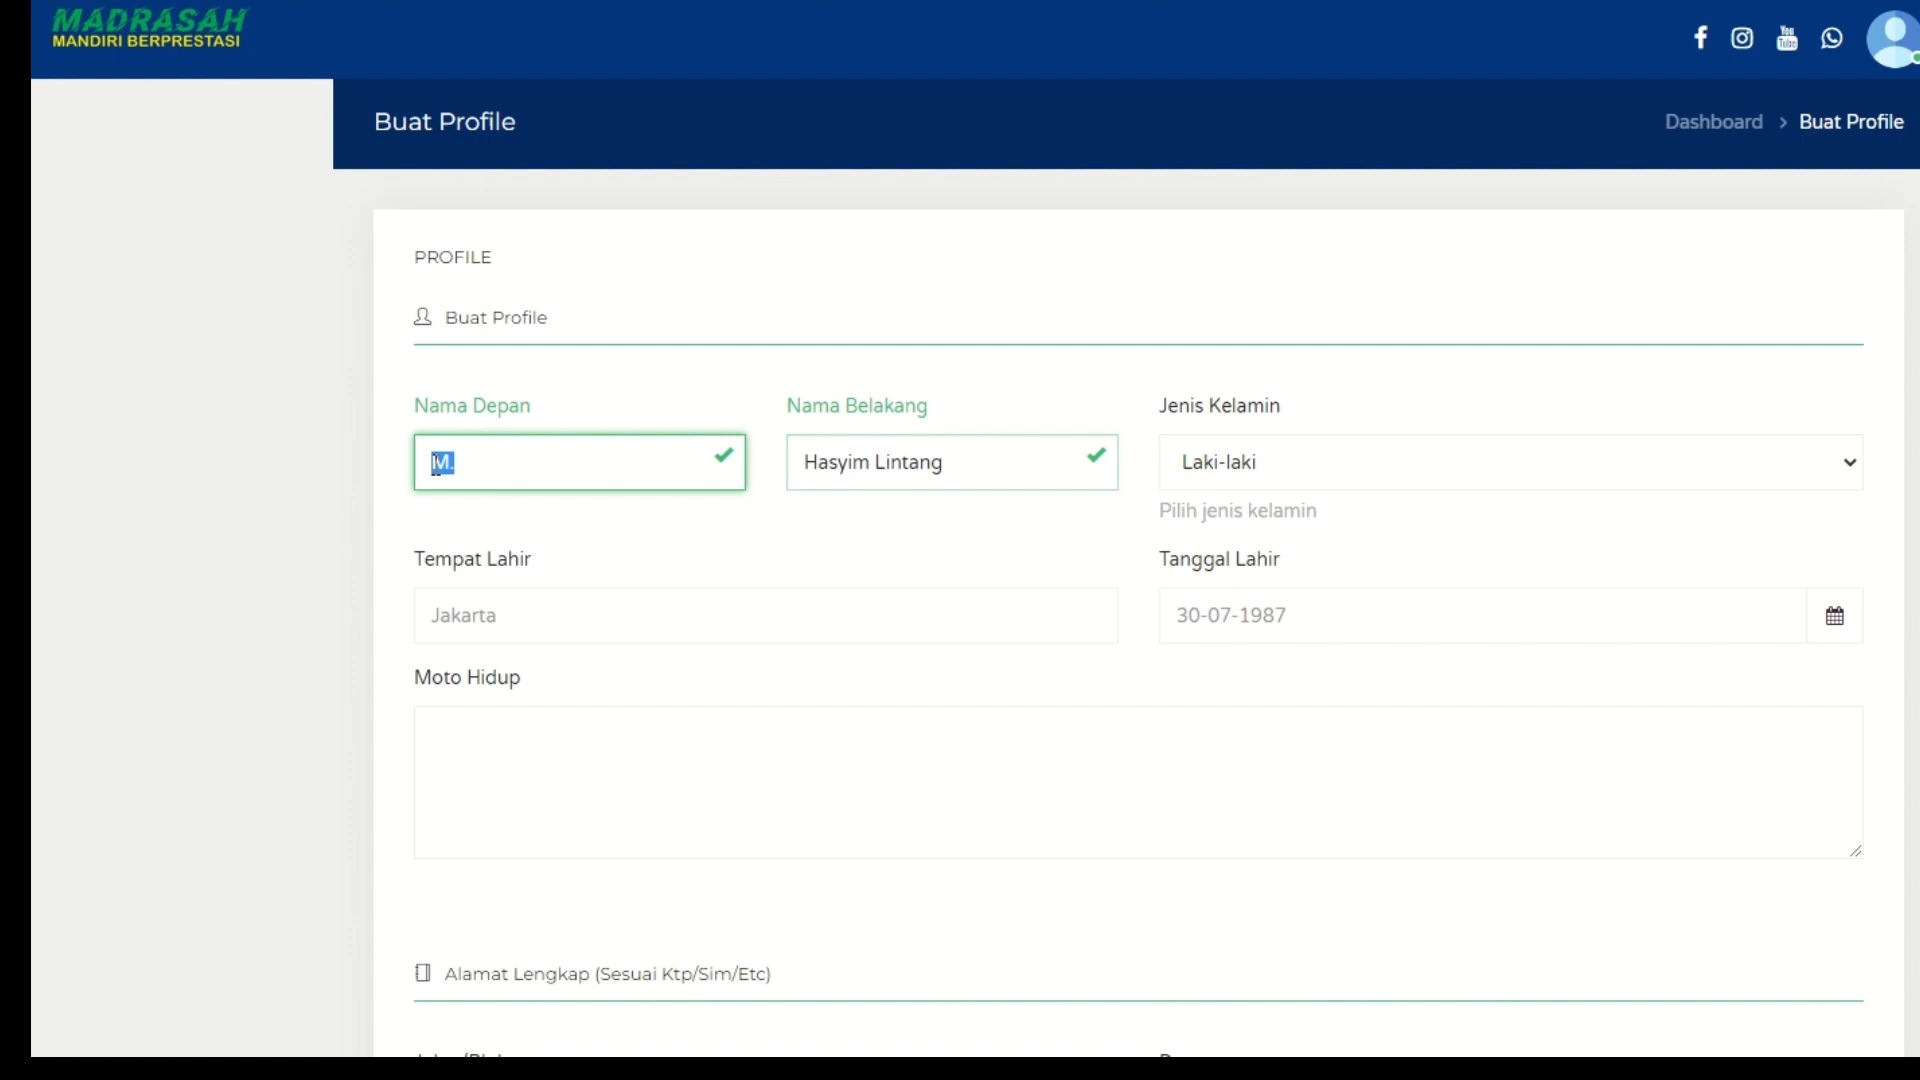 MADRASAH
MANDIRI BERPRESTASI
You
Tube
Buat Profile
Dashboard > Buat Profile
PROFILE
Buat Profile
Nama Depan
Nama Belakang
Jenis Kelamin
M.
Hasyim Lintang
Laki-laki
Pilih jenis kelamin
Tempat Lahir
Tanggal Lahir
Jakarta
30-07-1987
Moto Hidup
Alamat Lengkap (Sesuai Ktp/Sim/Etc)